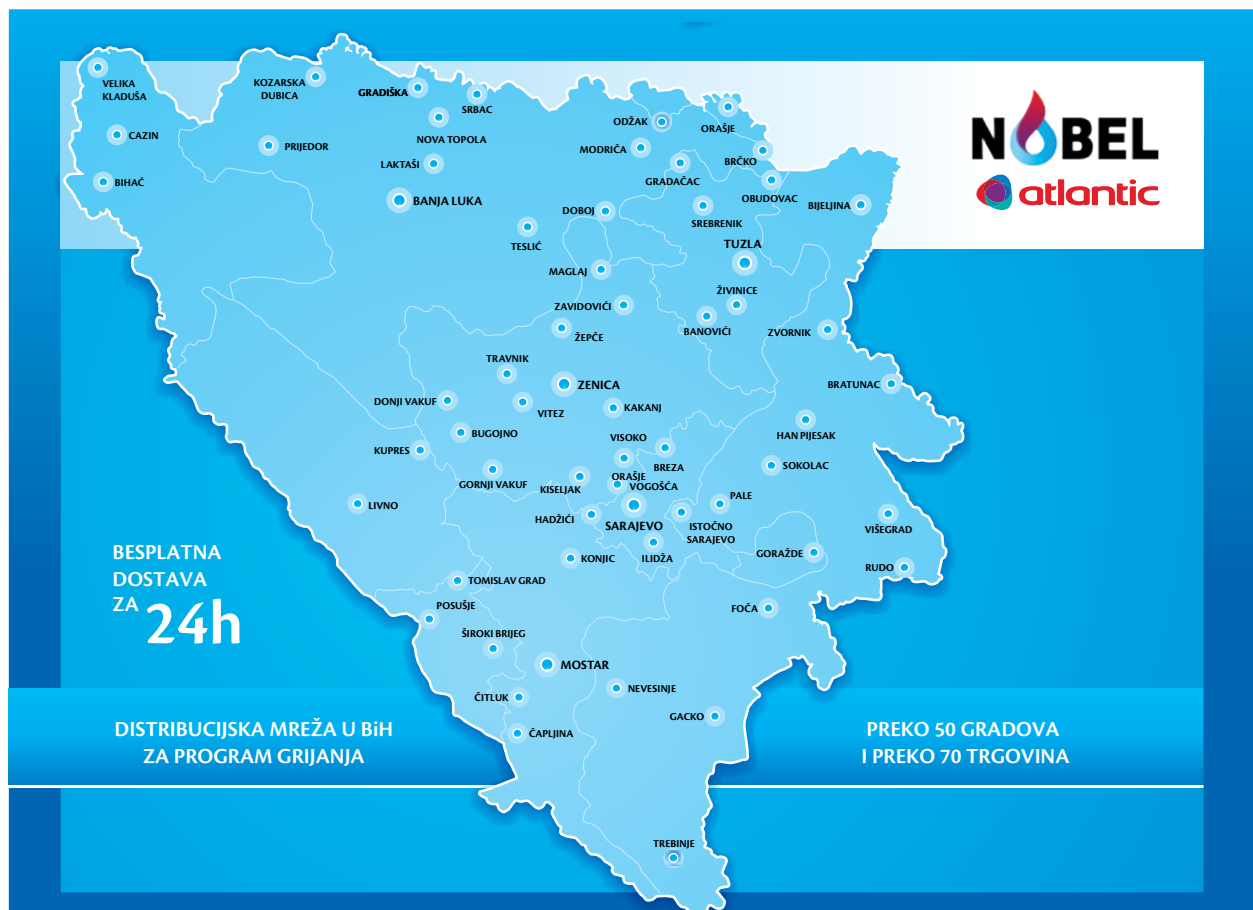 VELIKA
KLADUŠA
KOZARSKA
DUBICA
GRADIŠKA
SRBAC
ODŽAK
ORAŠJE
NOBEL
CAZIN
PRIJEDOR
NOVA TOPOLA
MODRIČA
BRČKO
LAKTAŠI
GRADAČAC
BIHAĆ
BANJA LUKA
OBUDOVAC
atlantic
DOBOJ
SREBRENIK
BIJELJINA
TESLIĆ
TUZLA
MAGLAJ
ŽIVINICE
ZAVIDOVIĆI
ŽEPČE
BANOVIĆI
ZVORNIK
TRAVNIK
ZENICA
BRATUNAC
DONJI VAKUF
VITEZ
KAKANJ
BUGOJNO
VISOKO
HAN PIJESAK
KUPRES
BREZA
SOKOLAC
GORNJI VAKUF
KISELJAK
ORAŠJE
VOGOŠĆA
LIVNO
PALE
HADŽIĆI
SARAJEVO
ISTOČNO
SARAJEVO
VIŠEGRAD
KONJIC
ILIDŽA
GORAŽDE
RUDO
BESPLATNA
DOSTAVA
ZA 24h
TOMISLAV GRAD
POSUŠJE
FOČA
ŠIROKI BRIJEG
MOSTAR
ČITLUK
NEVESINJE
GACKO
ČAPLJINA
DISTRIBUCIJSKA MREŽA U BiH
ZA PROGRAM GRIJANJA
PREKO 50 GRADOVA
I PREKO 70 TRGOVINA
TREBINJE